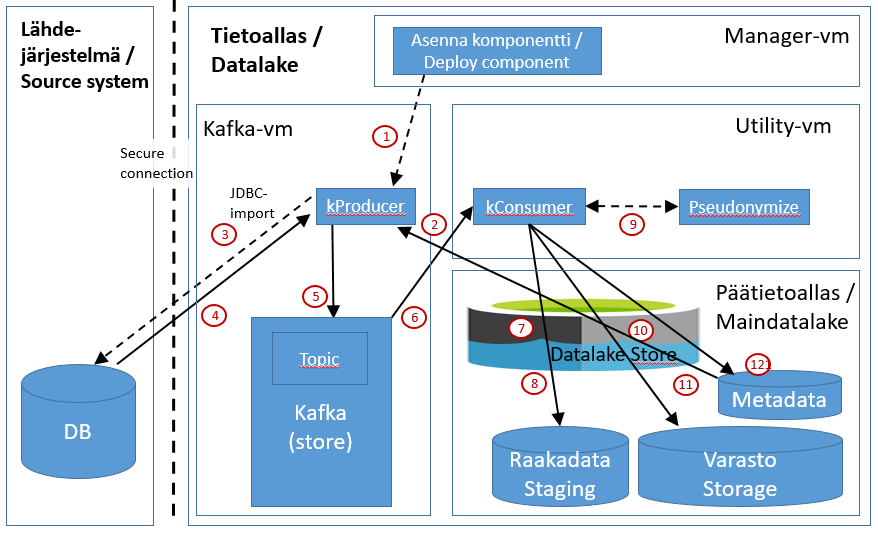 Lähde-
järjestelmä /
Source system
Tietoallas /
Datalake
Asenna komponentti /
Deploy component
Manager-vm
Kafka-vm
Utility-vm
1
Secure
connection
JDBC-
import
kProducer
kConsumer
Pseudonymize
2
3
9
4
5
6
Päätietoallas /
Maindatalake
7
10
Datalake Store
Topic
8
11
121
Metadata
Kafka
(store)
DB
Raakadata
Staging
Varasto
Storage